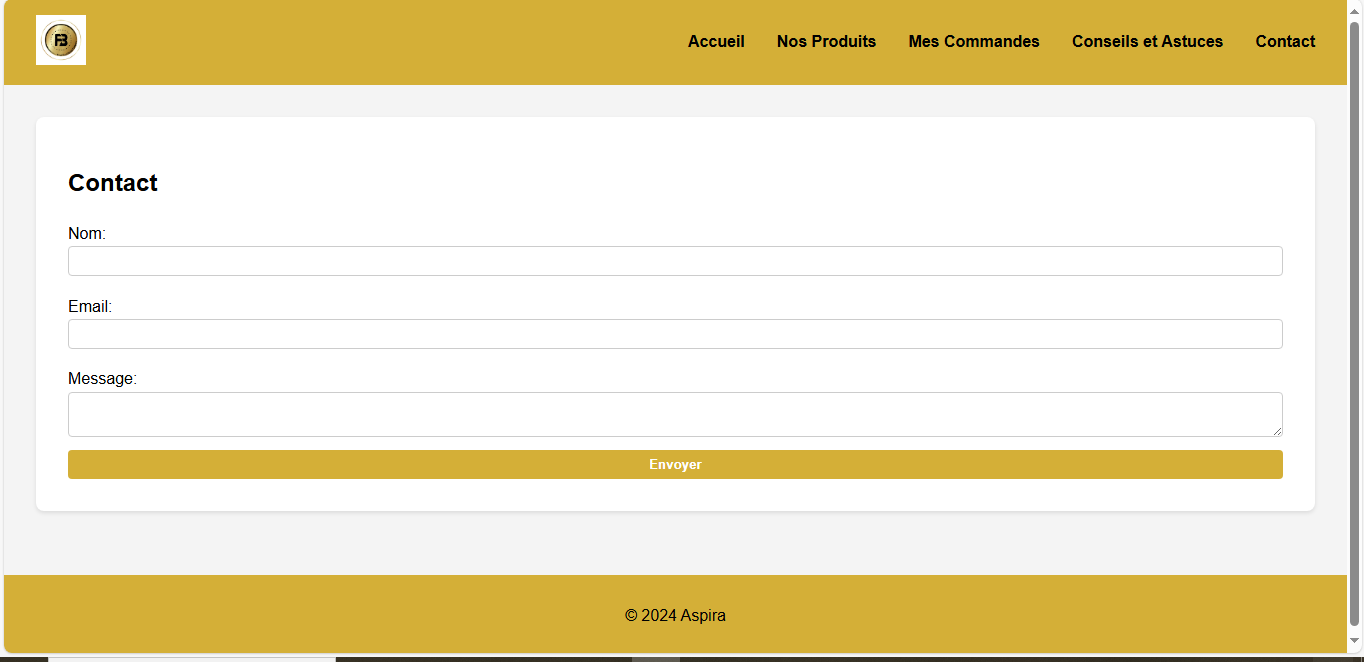 Accueil Nos Produits Mes Commandes Conseils et Astuces Contact
Contact
Nom:
Email:
Message:
Envoyer
© 2024 Aspira